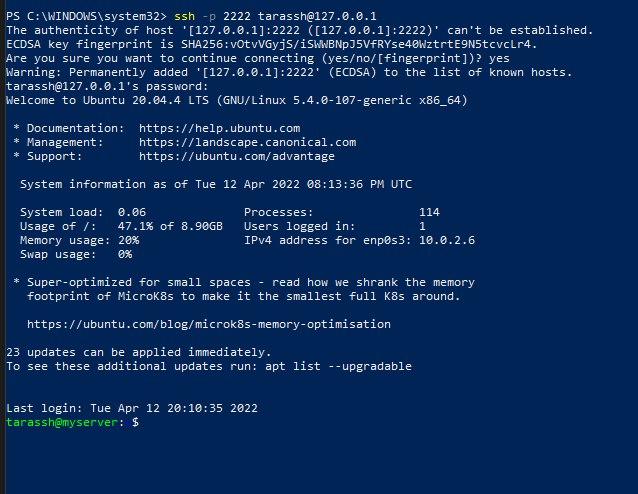 PS C:\WINDOWS\system32> ssh -p 2222 tarassh@127.0.0.1
The authenticity of host '[127.0.0.1]:2222 ([127.0.0.1]:2222)' can't be established.
ECDSA key fingerprint is SHA256:vOtvVGyjS/iSWWBNpJ5VfRYse40WztrtE9N5tcvcLr4.
Are you sure you want to continue connecting (yes/no/[fingerprint])? yes
Warning: Permanently added '[127.0.0.1]:2222' (ECDSA) to the list of known hosts.
tarassh@127.0.0.1's password:
Welcome to Ubuntu 20.04.4 LTS (GNU/Linux 5.4.0-107-generic x86_64)
* Documentation: https://help.ubuntu.com
* Management: https://landscape.canonical.com
* Support: https://ubuntu.com/advantage
System information as of Tue 12 Apr 2022 08:13:36 PM UTC
System load: 0.06 Processes: 114
Usage of /: 47.1% of 8.90GB Users logged in: 1
Memory usage: 20% IPv4 address for enp0s3: 10.0.2.6
Swap usage: 0%
* Super-optimized for small spaces - read how we shrank the memory
footprint of MicroK8s to make it the smallest full K8s around.
https://ubuntu.com/blog/microk8s-memory-optimisation
23 updates can be applied immediately.
To see these additional updates run: apt list --upgradable
Last login: Tue Apr 12 20:10:35 2022
tarassh@myserver: $